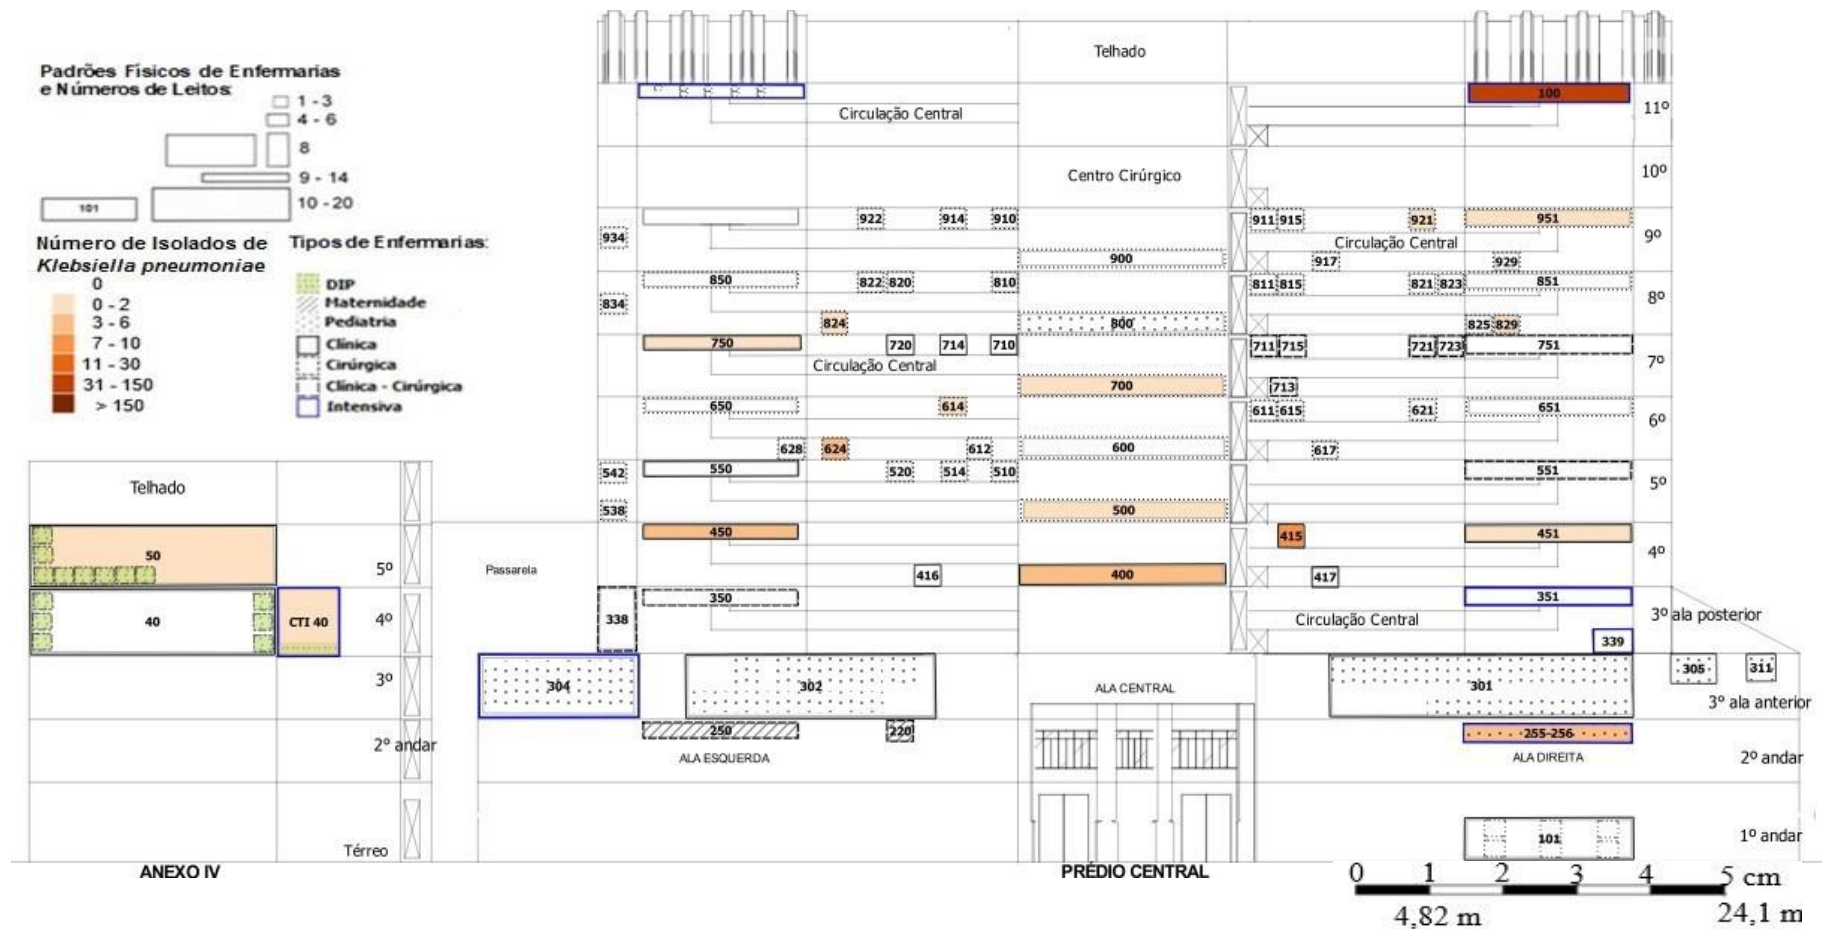 Padrões Físicos de Enfermarias
e Números de Leitos:
1 - 3
4 - 6
8
9 - 14
10 - 20
101
Número de Isolados de
Klebsiella pneumoniae
0
0 - 2
3 - 6
7 - 10
11 - 30
31 - 150
> 150
Tipos de Enfermarias:
DIP
Maternidade
Pediatria
Clínica
Cirúrgica
Clínica - Cirúrgica
Intensiva
Telhado
Circulação Central
100
11º
Centro Cirúrgico
10º
922 914 910 911 915 921 951
934 Circulação Central 9º
900 917 929
850 822 820 810 811 815 821 823 851
834 8º
824 800 825 829
750 720 714 710 711 715 721 723 751
Circulação Central 7º
700 713
650 614 611 615 621 651
6º
628 624 612 600 617
542 550 520 514 510 551
5º
538 500
450 415 451
4º
416 400 417
350 351
338 Circulação Central 3º ala posterior
339
304 302 301 305 311
ALA CENTRAL
3º ala anterior
250 220 255-256
ALA ESQUERDA ALA DIREITA 2º andar
101 1º andar
Telhado
50 5º
Passarela
40 CTI 40 4º
3º
2º andar
Térreo
ANEXO IV PRÉDIO CENTRAL
0 1 2 3 4 5 cm
4,82 m 24,1 m